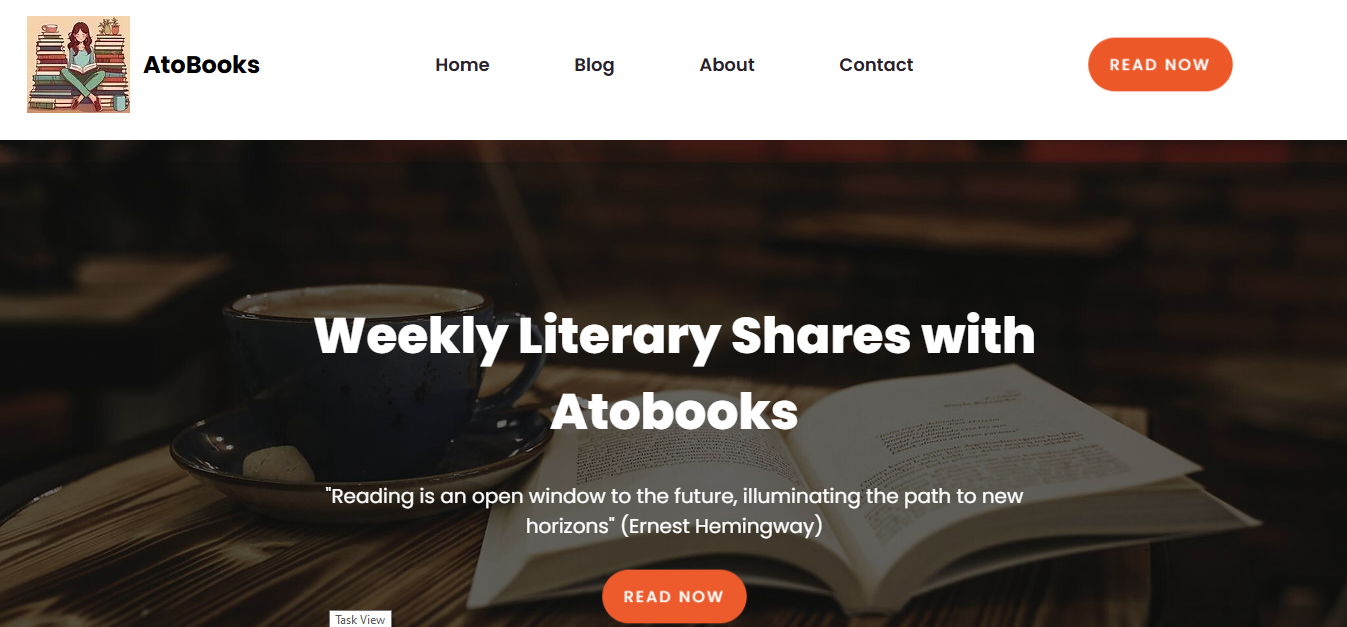 AtoBooks
Home
Blog
About
Contact
READ NOW
Weekly Literary Shares with
Atobooks
"Reading is an open window to the future, illuminating the path to new
horizons" (Ernest Hemingway)
READ NOW
Task View